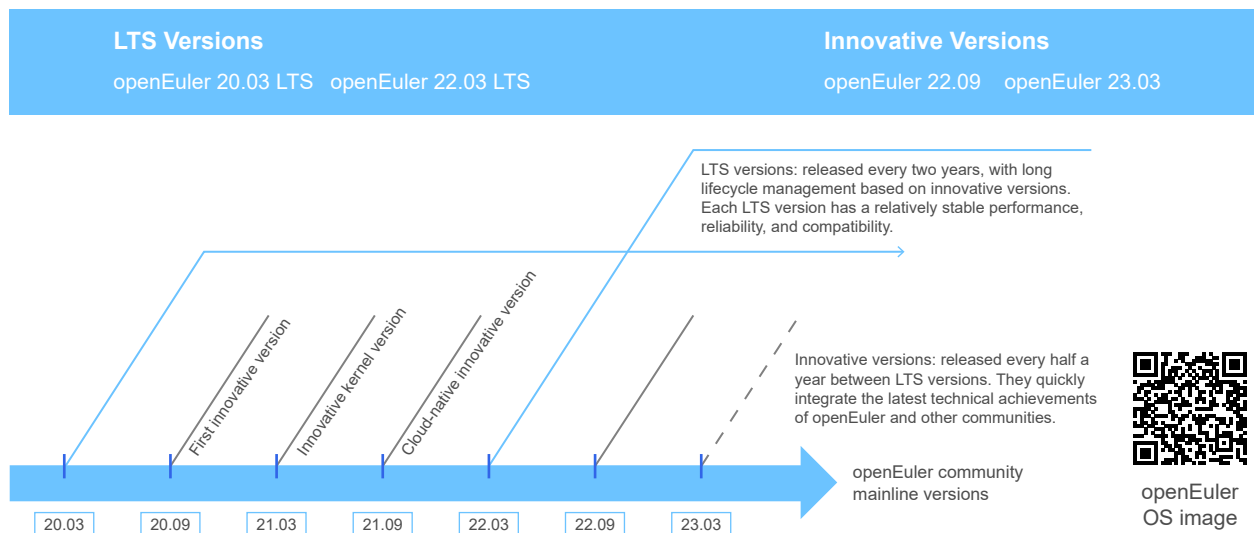 LTS Versions
openEuler 20.03 LTS openEuler 22.03 LTS
Innovative Versions
openEuler 22.09 openEuler 23.03
LTS versions: released every two years, with long
lifecycle management based on innovative versions.
Each LTS version has a relatively stable performance,
reliability, and compatibility.
First innovative version
Innovative kernel version
Cloud-native innovative version
Innovative versions: released every half a
year between LTS versions. They quickly
integrate the latest technical achievements
of openEuler and other communities.
openEuler community
mainline versions
openEuler
OS image
20.03
20.09
21.03
21.09
22.03
22.09
23.03